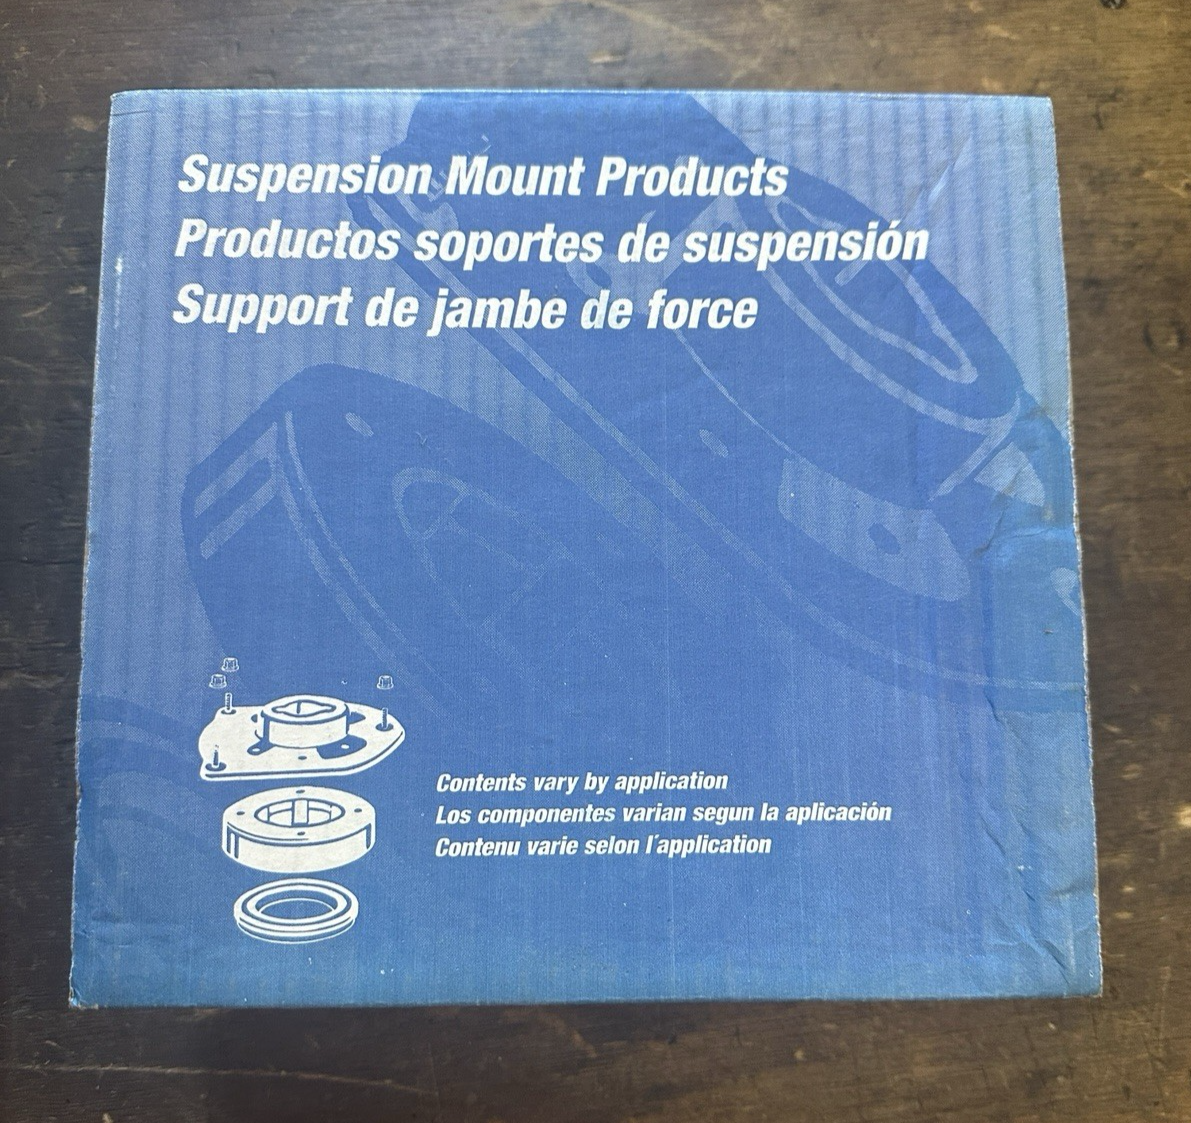 Suspension Mount Products
Productos soportes de suspensión
Support de jambe de force
Contents vary by application
Los componentes varian segun la aplicación
Contenu varie selon l'application